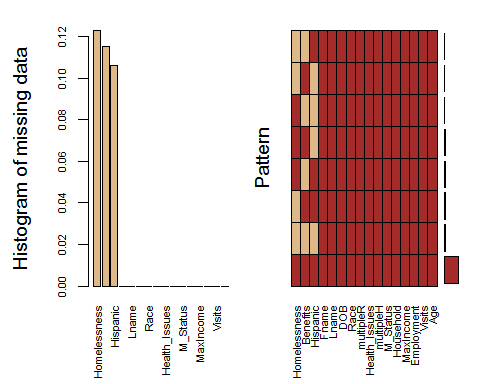 Histogram of missing data
0.12
0.10
0.08
0.06
0.04
0.02
0.00
Homelessness
Hispanic
Lname
Race
Health_Issues
M_Status
MaxIncome
Visits
Pattern
Homelessness
Benefits
Hispanic
Fname
Lname
DOB
Race
multipleR
Health_Issues
multipleH
M_Status
Household
MaxIncome
Employment
Visits
Age